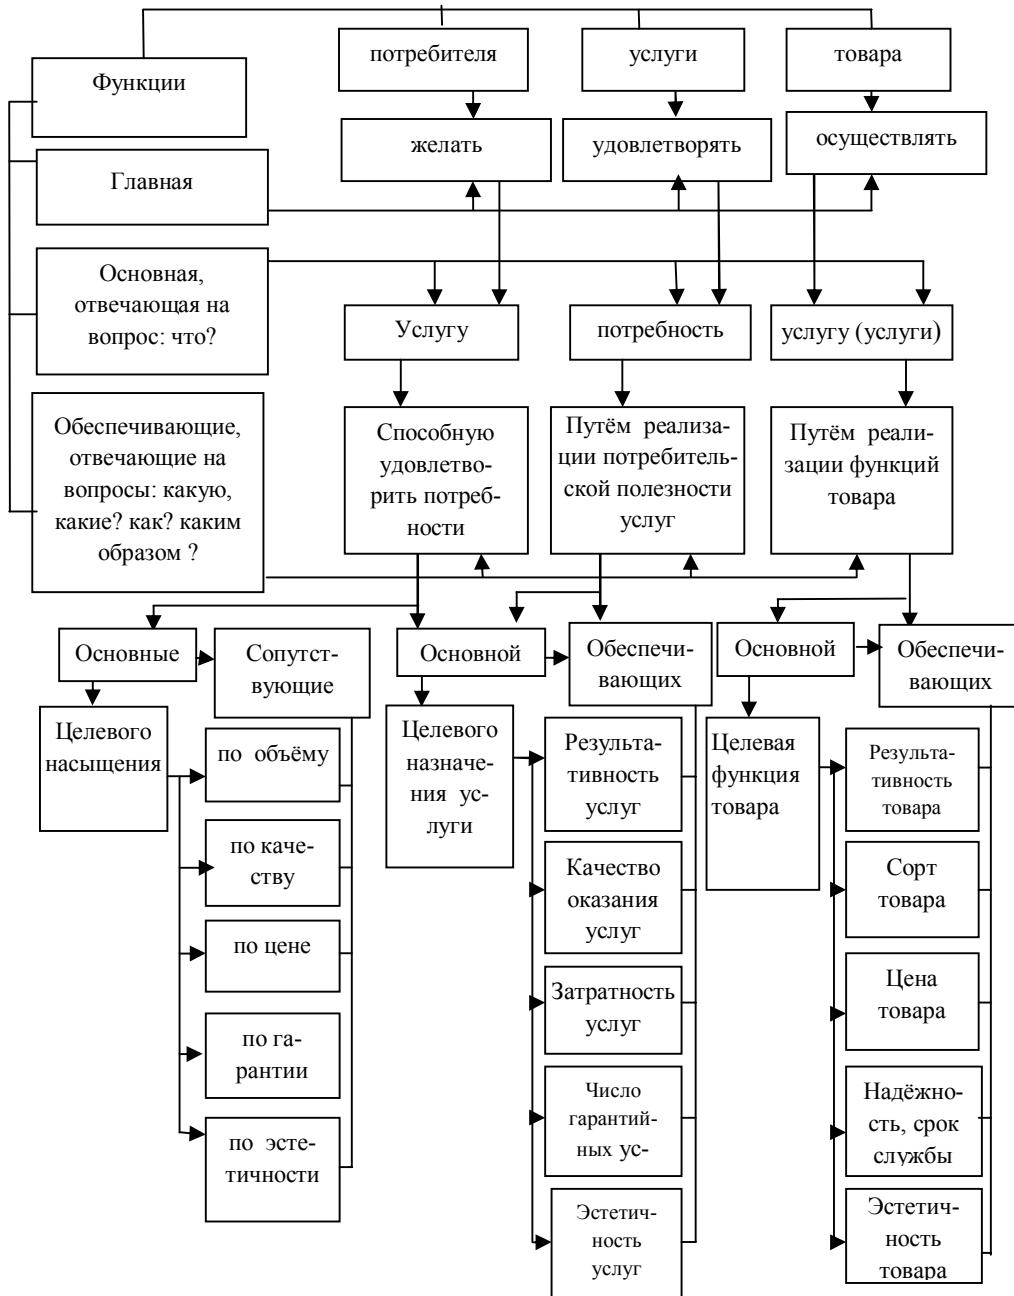 потребителя
услуги
товара
Функции
желать
удовлетворять
осуществлять
Главная
Основная,
отвечающая на
вопрос: что?
Услугу
потребность
услугу (услуги)
Обеспечивающие,
отвечающие на
вопросы: какую,
какие? как? каким
образом ?
Способную
удовлетво-
рить потреб-
ности
Путём реализа-
ции потребитель-
ской полезности
услуг
Путём реали-
зации функций
товара
Основные
Сопутст-
вующие
Основной
Обеспечи-
вающих
Основной
Обеспечи-
вающих
Целевого
насыщения
по объёму
по каче-
ству
по цене
по га-
рантии
по эсте-
тичности
Целевого
назначе-
ния ус-
луги
Результа-
тивность
услуг
Качество
оказания
услуг
Затратность
услуг
Число
гарантий-
ных ус-
Эстетич-
ность
услуг
Целевая
функция
товара
Результа-
тивность
товара
Сорт
товара
Цена
товара
Надёжно-
сть, срок
службы
Эстетич-
ность
товара